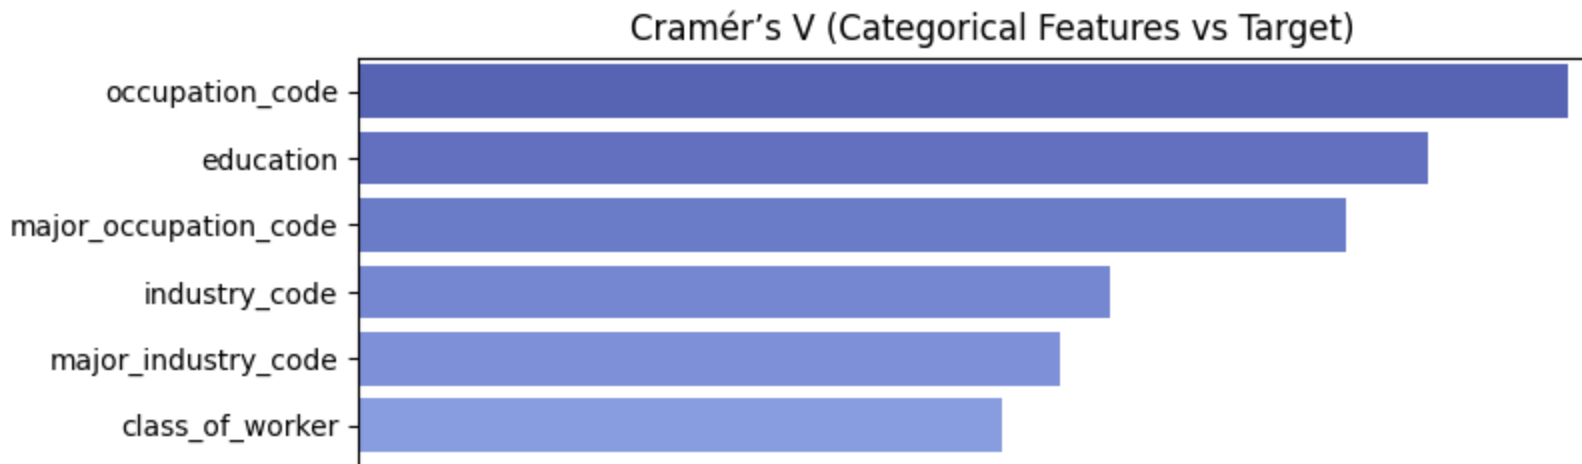 Cramér’s V (Categorical Features vs Target)
occupation_code
education
major_occupation_code
industry_code
major_industry_code
class_of_worker